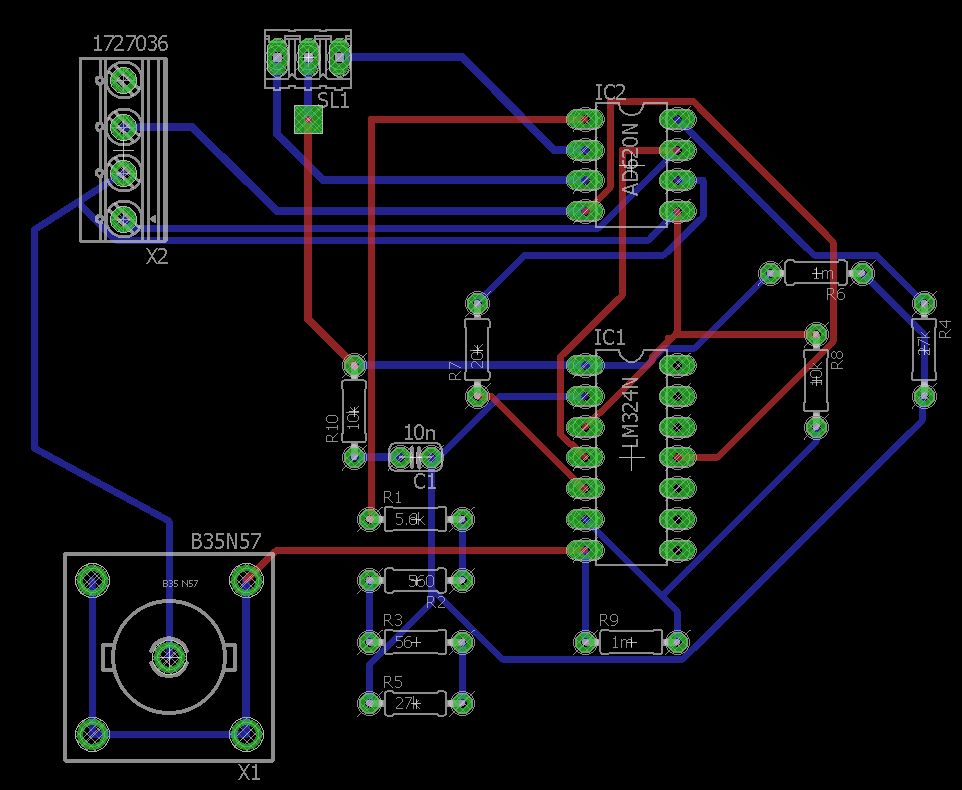 1727036
SL1
IC2
AD620N
X2
1m
R6
R4
27k
R8
10k
IC1
LM324N
R7
20k
R10
10k
10n
C1
R1
5.6k
B35N57
B35 N57
560
R2
R3
56
R9
1m
R5
27k
X1